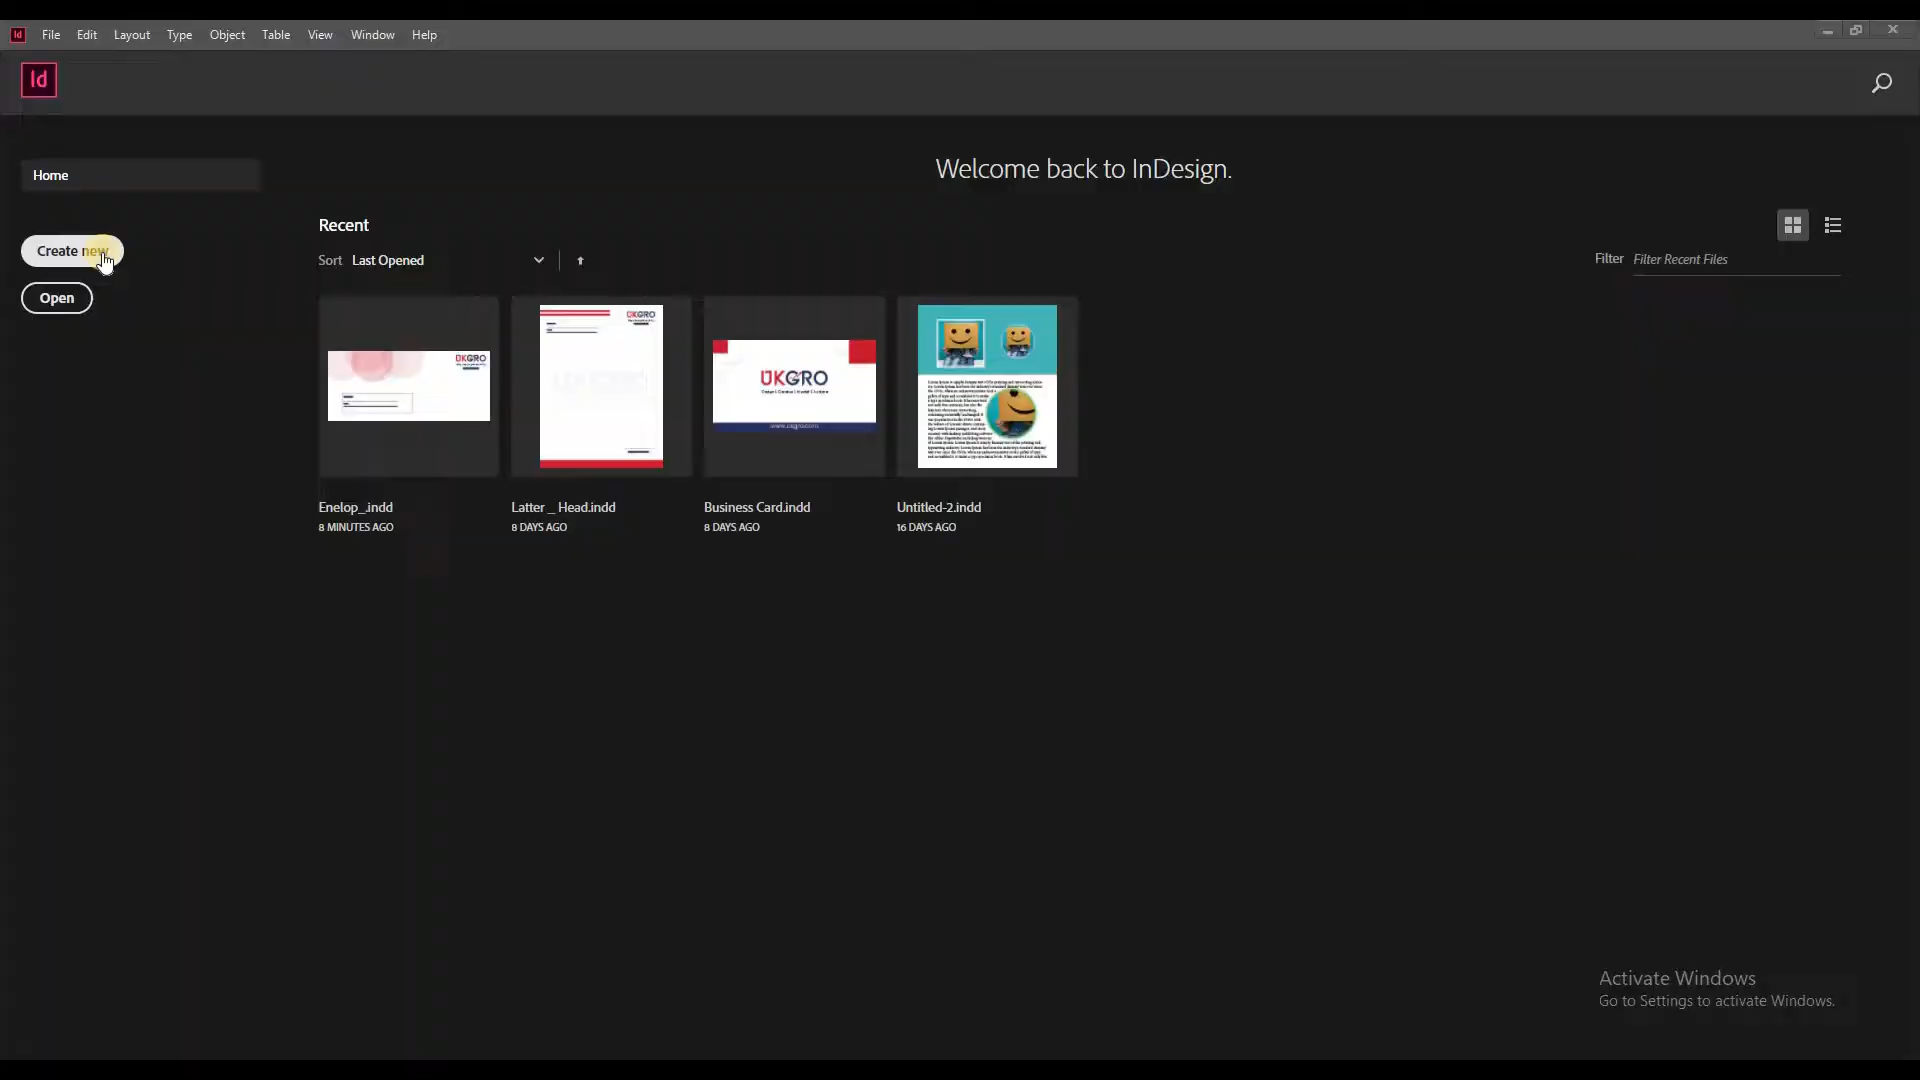 Id File Edit Layout Type Object Table View Window Help
Id
Home
Welcome back to InDesign.
Recent
Create new
Sort Last Opened
Filter Filter Recent Files
Open
UKGRO
UKGRO
UKGRO
www.ukgro.com
Enelop_.indd
8 MINUTES AGO
Latter _ Head.indd
8 DAYS AGO
Business Card.indd
8 DAYS AGO
Untitled-2.indd
16 DAYS AGO
Activate Windows
Go to Settings to activate Windows.